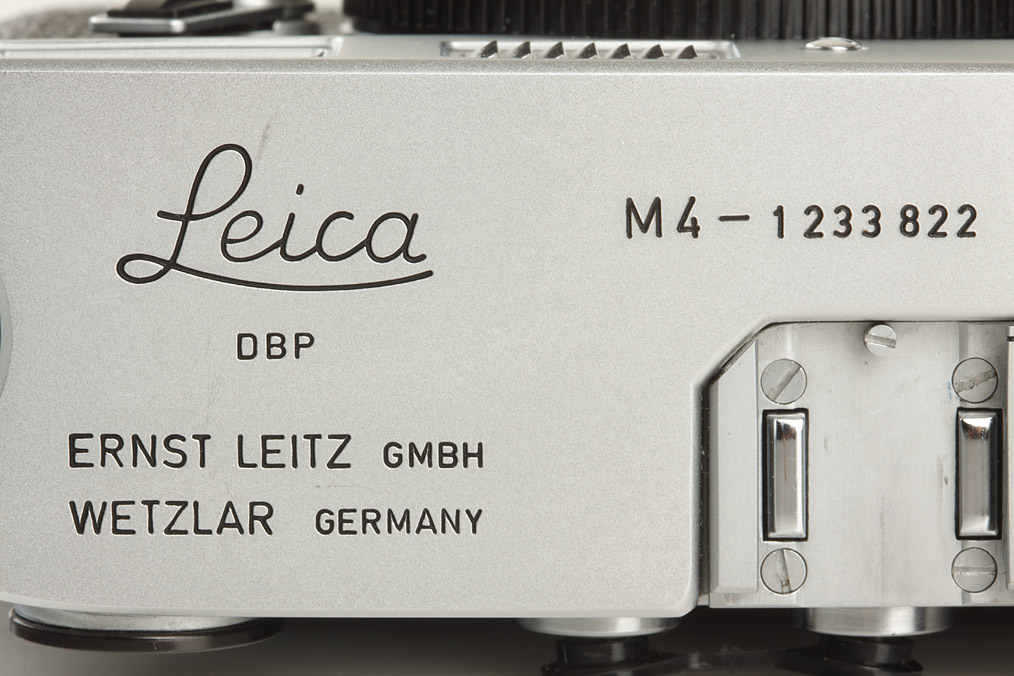 Leica
DBP
ERNST LEITZ GMBH
WETZLAR GERMANY
M4-1233822